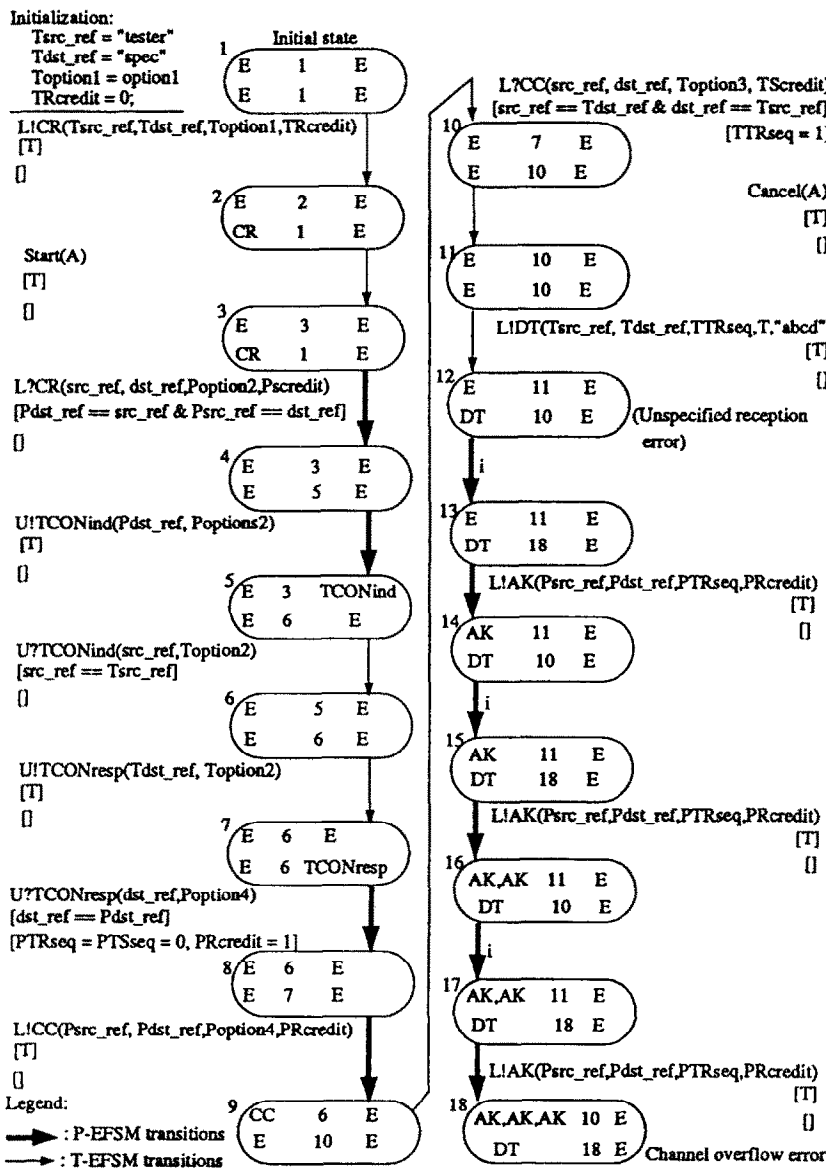 Initialization:
Tsrc_ref = "tester"
Tdst_ref = "spec"
Toption1 = option1
TRcredit = 0;
Initial state
1
E 1 E
E 1 E
L!CR(Tsrc_ref,Tdst_ref,Toption1,TRcredit)
[T]
[]
2
E 2 E
CR 1 E
Start(A)
[T]
[]
3
E 3 E
CR 1 E
L?CR(src_ref, dst_ref,Poption2,Pscredit)
[Pdst_ref == src_ref & Psrc_ref == dst_ref]
[]
4
E 3 E
E 5 E
U!TCONind(Pdst_ref, Poptions2)
[T]
[]
5
E 3 TCONind
E 6 E
U?TCONind(src_ref,Toption2)
[src_ref == Tsrc_ref]
[]
6
E 5 E
E 6 E
U!TCONresp(Tdst_ref, Toption2)
[T]
[]
7
E 6 E
E 6 TCONresp
U?TCONresp(dst_ref,Poption4)
[dst_ref == Pdst_ref]
[PTRseq = PTSseq = 0, PRcredit = 1]
8
E 6 E
E 7 E
L!CC(Psrc_ref, Pdst_ref,Poption4,PRcredit)
[T]
[]
9
CC 6 E
E 10 E
Legend:
: P-EFSM transitions
: T-EFSM transitions
L?CC(src_ref, dst_ref, Toption3, TScredit)
[src_ref == Tdst_ref & dst_ref == Tsrc_ref]
[TTRseq = 1]
10
E 7 E
E 10 E
Cancel(A)
[T]
[]
11
E 10 E
E 10 E
L!DT(Tsrc_ref, Tdst_ref,TTRseq,T,"abcd"
[T]
[]
12
E 11 E
DT 10 E
(Unspecified reception
error)
i
13
E 11 E
DT 18 E
L!AK(Psrc_ref,Pdst_ref,PTRseq,PRcredit)
[T]
[]
14
AK 11 E
DT 10 E
i
15
AK 11 E
DT 18 E
L!AK(Psrc_ref,Pdst_ref,PTRseq,PRcredit)
[T]
[]
16
AK,AK 11 E
DT 10 E
i
17
AK,AK 11 E
DT 18 E
L!AK(Psrc_ref,Pdst_ref,PTRseq,PRcredit)
[T]
[]
18
AK,AK,AK 10 E
DT 18 E
Channel overflow error